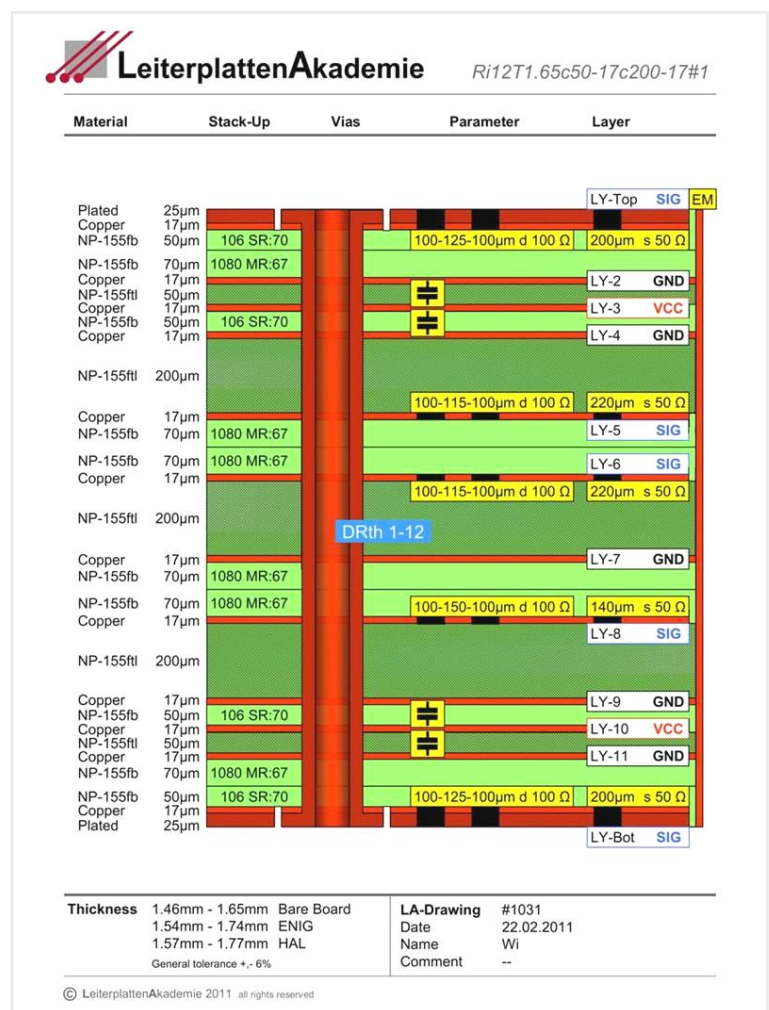 LeiterplattenAkademie
Ri12T1.65c50-17c200-17#1
Material Stack-Up Vias Parameter Layer
LY-Top SIG EM
Plated 25µm
Copper 17µm
NP-155fb 50µm 106 SR:70 100-125-100µm d 100 Ω 200µm s 50 Ω
NP-155fb 70µm 1080 MR:67
Copper 17µm LY-2 GND
NP-155ftl 50µm
Copper 17µm LY-3 VCC
NP-155fb 50µm 106 SR:70
Copper 17µm LY-4 GND
NP-155ftl 200µm
100-115-100µm d 100 Ω 220µm s 50 Ω
Copper 17µm
NP-155fb 70µm 1080 MR:67 LY-5 SIG
NP-155fb 70µm 1080 MR:67 LY-6 SIG
Copper 17µm
100-115-100µm d 100 Ω 220µm s 50 Ω
NP-155ftl 200µm
DRth 1-12
Copper 17µm LY-7 GND
NP-155fb 70µm 1080 MR:67
NP-155fb 70µm 1080 MR:67 100-150-100µm d 100 Ω 140µm s 50 Ω
Copper 17µm
LY-8 SIG
NP-155ftl 200µm
Copper 17µm LY-9 GND
NP-155fb 50µm 106 SR:70
Copper 17µm LY-10 VCC
NP-155ftl 50µm
Copper 17µm LY-11 GND
NP-155fb 70µm 1080 MR:67
NP-155fb 50µm 106 SR:70 100-125-100µm d 100 Ω 200µm s 50 Ω
Copper 17µm
Plated 25µm
LY-Bot SIG
Thickness 1.46mm - 1.65mm Bare Board
1.54mm - 1.74mm ENIG
1.57mm - 1.77mm HAL
General tolerance +,- 6%
LA-Drawing #1031
Date 22.02.2011
Name Wi
Comment --
© LeiterplattenAkademie 2011 all rights reserved